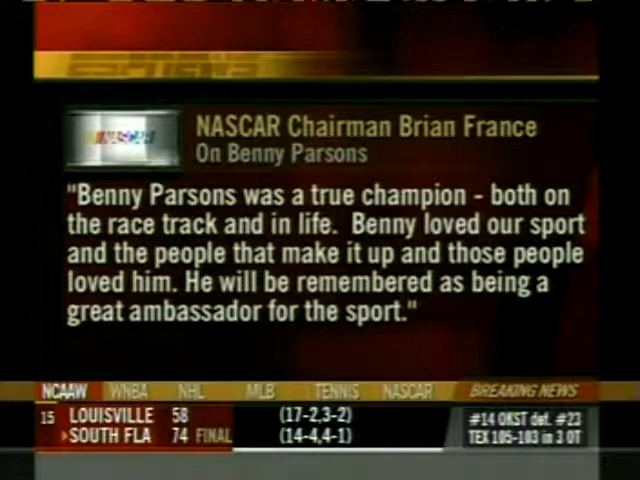 ESPNEWS
NASCAR
NASCAR Chairman Brian France
On Benny Parsons
"Benny Parsons was a true champion - both on
the race track and in life. Benny loved our sport
and the people that make it up and those people
loved him. He will be remembered as being a
great ambassador for the sport."
NCAAW WNBA NHL MLB TENNIS NASCAR BREAKING NEWS
15 LOUISVILLE 58 (17-2,3-2)
SOUTH FLA 74 FINAL (14-4,4-1)
#14 OKST def. #23
TEX 105-103 in 3 OT